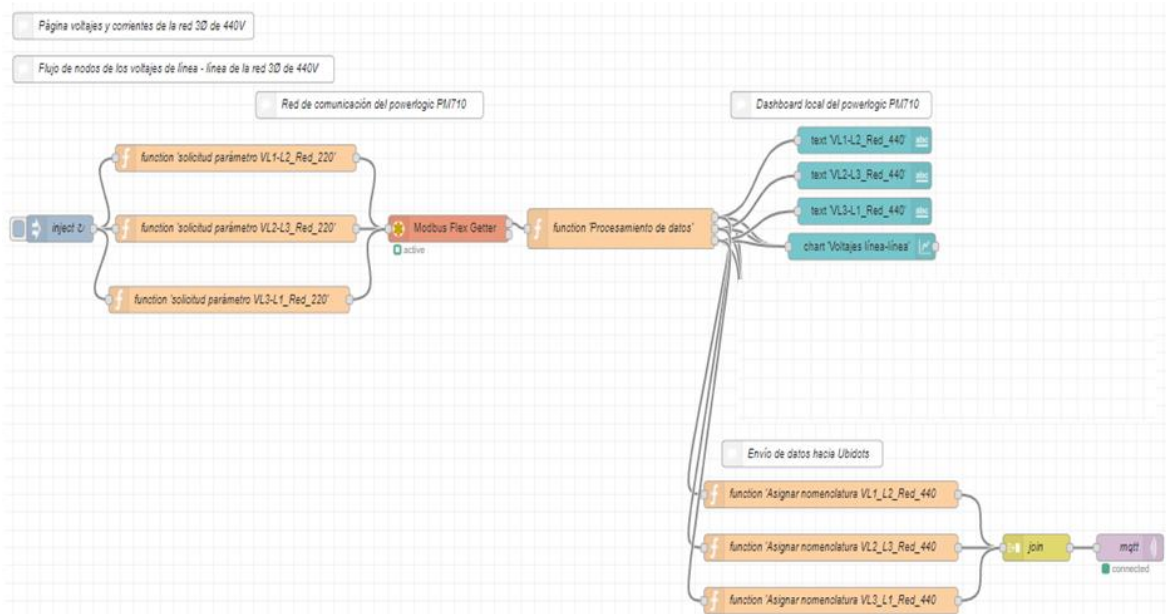 Página voltajes y corrientes de la red 3Ø de 440V
Flujo de nodos de los voltajes de línea - línea de la red 3Ø de 440V
Red de comunicación del powerlogic PM710
Dashboard local del powerlogic PM710
function 'solicitud parámetro VL1-L2_Red_220'
function 'solicitud parámetro VL2-L3_Red_220'
function 'solicitud parámetro VL3-L1_Red_220'
inject ↻
Modbus Flex Getter
active
function 'Procesamiento de datos'
text 'VL1-L2_Red_440'
abc
text 'VL2-L3_Red_440'
abc
text 'VL3-L1_Red_440'
abc
chart 'Voltajes línea-línea'
Envío de datos hacia Ubidots
function 'Asignar nomenclatura VL1_L2_Red_440
function 'Asignar nomenclatura VL2_L3_Red_440
function 'Asignar nomenclatura VL3_L1_Red_440
join
mqtt
connected